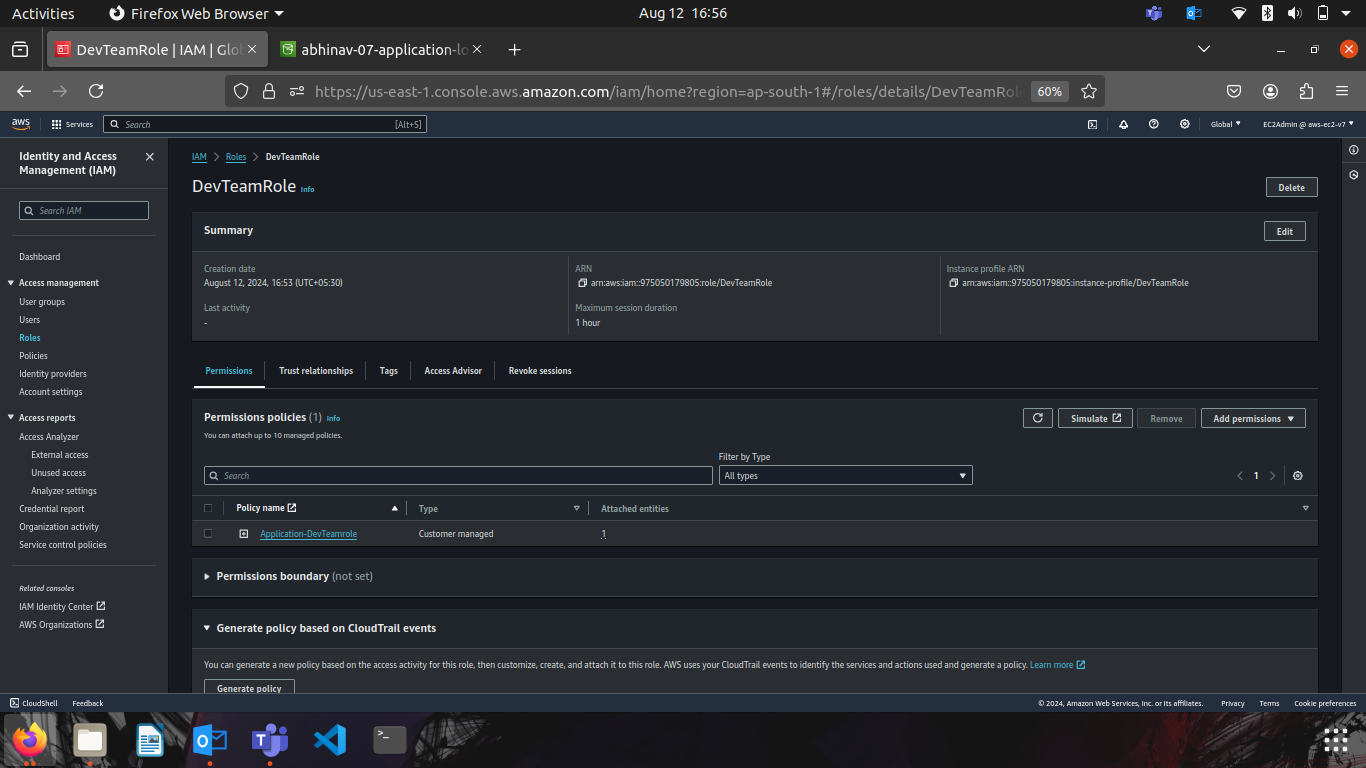 Activities
Firefox Web Browser
Aug 12 16:56
DevTeamRole | IAM | Glo
abhinav-07-application-lo
https://us-east-1.console.aws.amazon.com/iam/home?region=ap-south-1#/roles/details/DevTeamRole
60%
aws
Services
Search
[Alt+S]
Global
EC2Admin @ aws-ec2-v7
Identity and Access
Management (IAM)
Search IAM
Dashboard
Access management
User groups
Users
Roles
Policies
Identity providers
Account settings
Access reports
Access Analyzer
External access
Unused access
Analyzer settings
Credential report
Organization activity
Service control policies
Related consoles
IAM Identity Center
AWS Organizations
IAM > Roles > DevTeamRole
DevTeamRole Info
Delete
Summary
Edit
Creation date
August 12, 2024, 16:53 (UTC+05:30)
Last activity
-
ARN
arn:aws:iam::975050179805:role/DevTeamRole
Maximum session duration
1 hour
Instance profile ARN
arn:aws:iam::975050179805:instance-profile/DevTeamRole
Permissions
Trust relationships
Tags
Access Advisor
Revoke sessions
Permissions policies (1) Info
You can attach up to 10 managed policies.
Simulate
Remove
Add permissions
Search
Filter by Type
All types
1
Policy name
Type
Attached entities
Application-DevTeamrole
Customer managed
1
Permissions boundary (not set)
Generate policy based on CloudTrail events
You can generate a new policy based on the access activity for this role, then customize, create, and attach it to this role. AWS uses your CloudTrail events to identify the services and actions used and generate a policy. Learn more
Generate policy
CloudShell
Feedback
© 2024, Amazon Web Services, Inc. or its affiliates.
Privacy
Terms
Cookie preferences